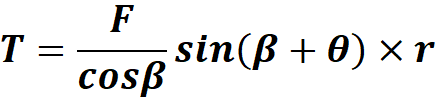 T = F/cosβ sin(β + θ) × r